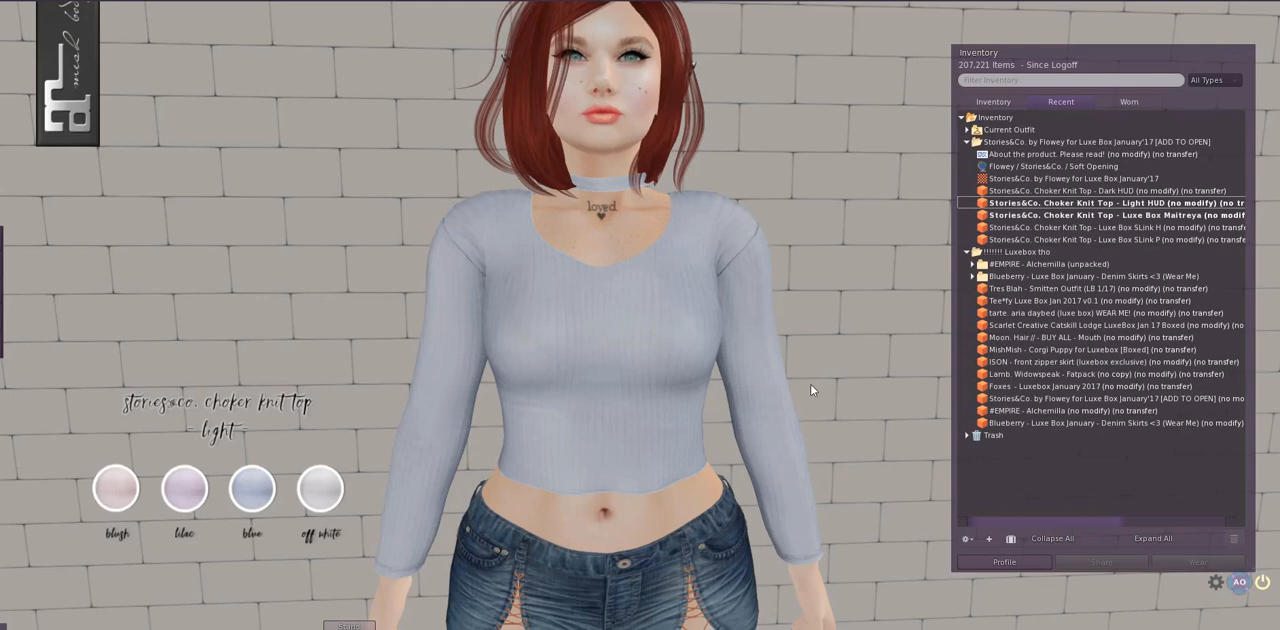 mesh bod
Inventory
207,221 Items - Since Logoff
Filter Inventory
All Types
Inventory
Recent
Worn
Inventory
Current Outfit
Stories&Co. by Flowey for Luxe Box January'17 [ADD TO OPEN]
About the product. Please read! (no modify) (no transfer)
Flowey / Stories&Co. / Soft Opening
Stories&Co. by Flowey for Luxe Box January'17
Stories&Co. Choker Knit Top - Dark HUD (no modify) (no transfer)
Stories&Co. Choker Knit Top - Light HUD (no modify) (no tr
Stories&Co. Choker Knit Top - Luxe Box Maitreya (no modif
Stories&Co. Choker Knit Top - Luxe Box SLink H (no modify) (no transfe
Stories&Co. Choker Knit Top - Luxe Box SLink P (no modify) (no transfe
!!!!!!! Luxebox tho
#EMPIRE - Alchemilla (unpacked)
Blueberry - Luxe Box January - Denim Skirts <3 (Wear Me)
Tres Blah - Smitten Outfit (LB 1/17) (no modify) (no transfer)
Tee*fy Luxe Box Jan 2017 v0.1 (no modify) (no transfer)
tarte. aria daybed (luxe box) WEAR ME! (no modify) (no transfer)
Scarlet Creative Catskill Lodge LuxeBox Jan 17 Boxed (no modify) (no
Moon. Hair // - BUY ALL - Mouth (no modify) (no transfer)
MishMish - Corgi Puppy for Luxebox [Boxed] (no transfer)
ISON - front zipper skirt (luxebox exclusive) (no modify) (no transfer)
Lamb. Widowspeak - Fatpack (no copy) (no modify) (no transfer)
Foxes - Luxebox January 2017 (no modify) (no transfer)
Stories&Co. by Flowey for Luxe Box January'17 [ADD TO OPEN] (no mo
#EMPIRE - Alchemilla (no modify) (no transfer)
Blueberry - Luxe Box January - Denim Skirts <3 (Wear Me) (no modify)
Trash
Collapse All
Expand All
Profile
Share
Wear
AO
loved
stories&co. choker knit top
- light -
blush
lilac
blue
off white
Stand